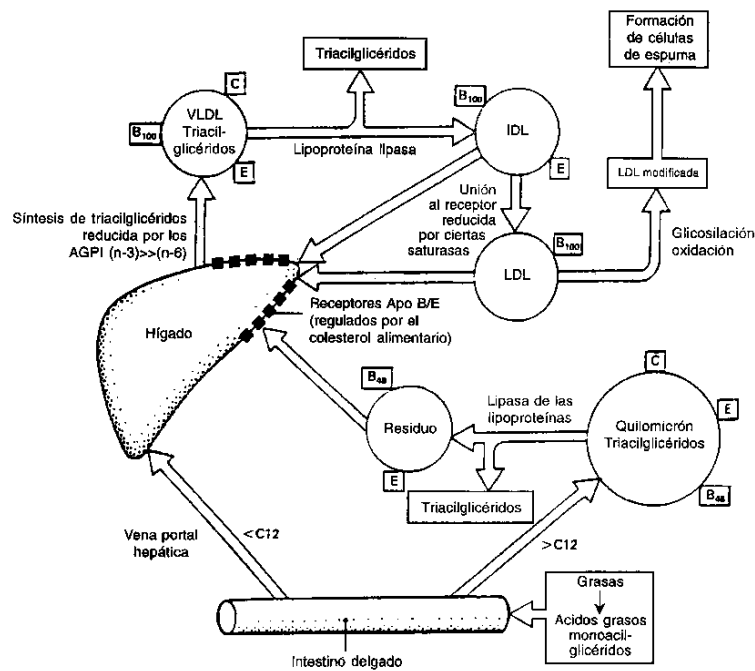 Triacilglicéridos
Formación
de células
de espuma
C
VLDL
Triacil-
glicéridos
B100
E
Lipoproteína lipasa
B100
IDL
E
LDL modificada
Síntesis de triacilglicéridos
reducida por los
AGPI (n-3)>>(n-6)
Unión
al receptor
reducida
por ciertas
saturasas
B100
LDL
Glicosilación
oxidación
Hígado
Receptores Apo B/E
(regulados por el
colesterol alimentario)
B48
Residuo
E
Lipasa de las
lipoproteínas
Triacilglicéridos
C
E
Quilomicrón
Triacilglicéridos
B48
Vena portal
hepática
<C12
>C12
Grasas
Acidos grasos
monoacil-
glicéridos
Intestino delgado